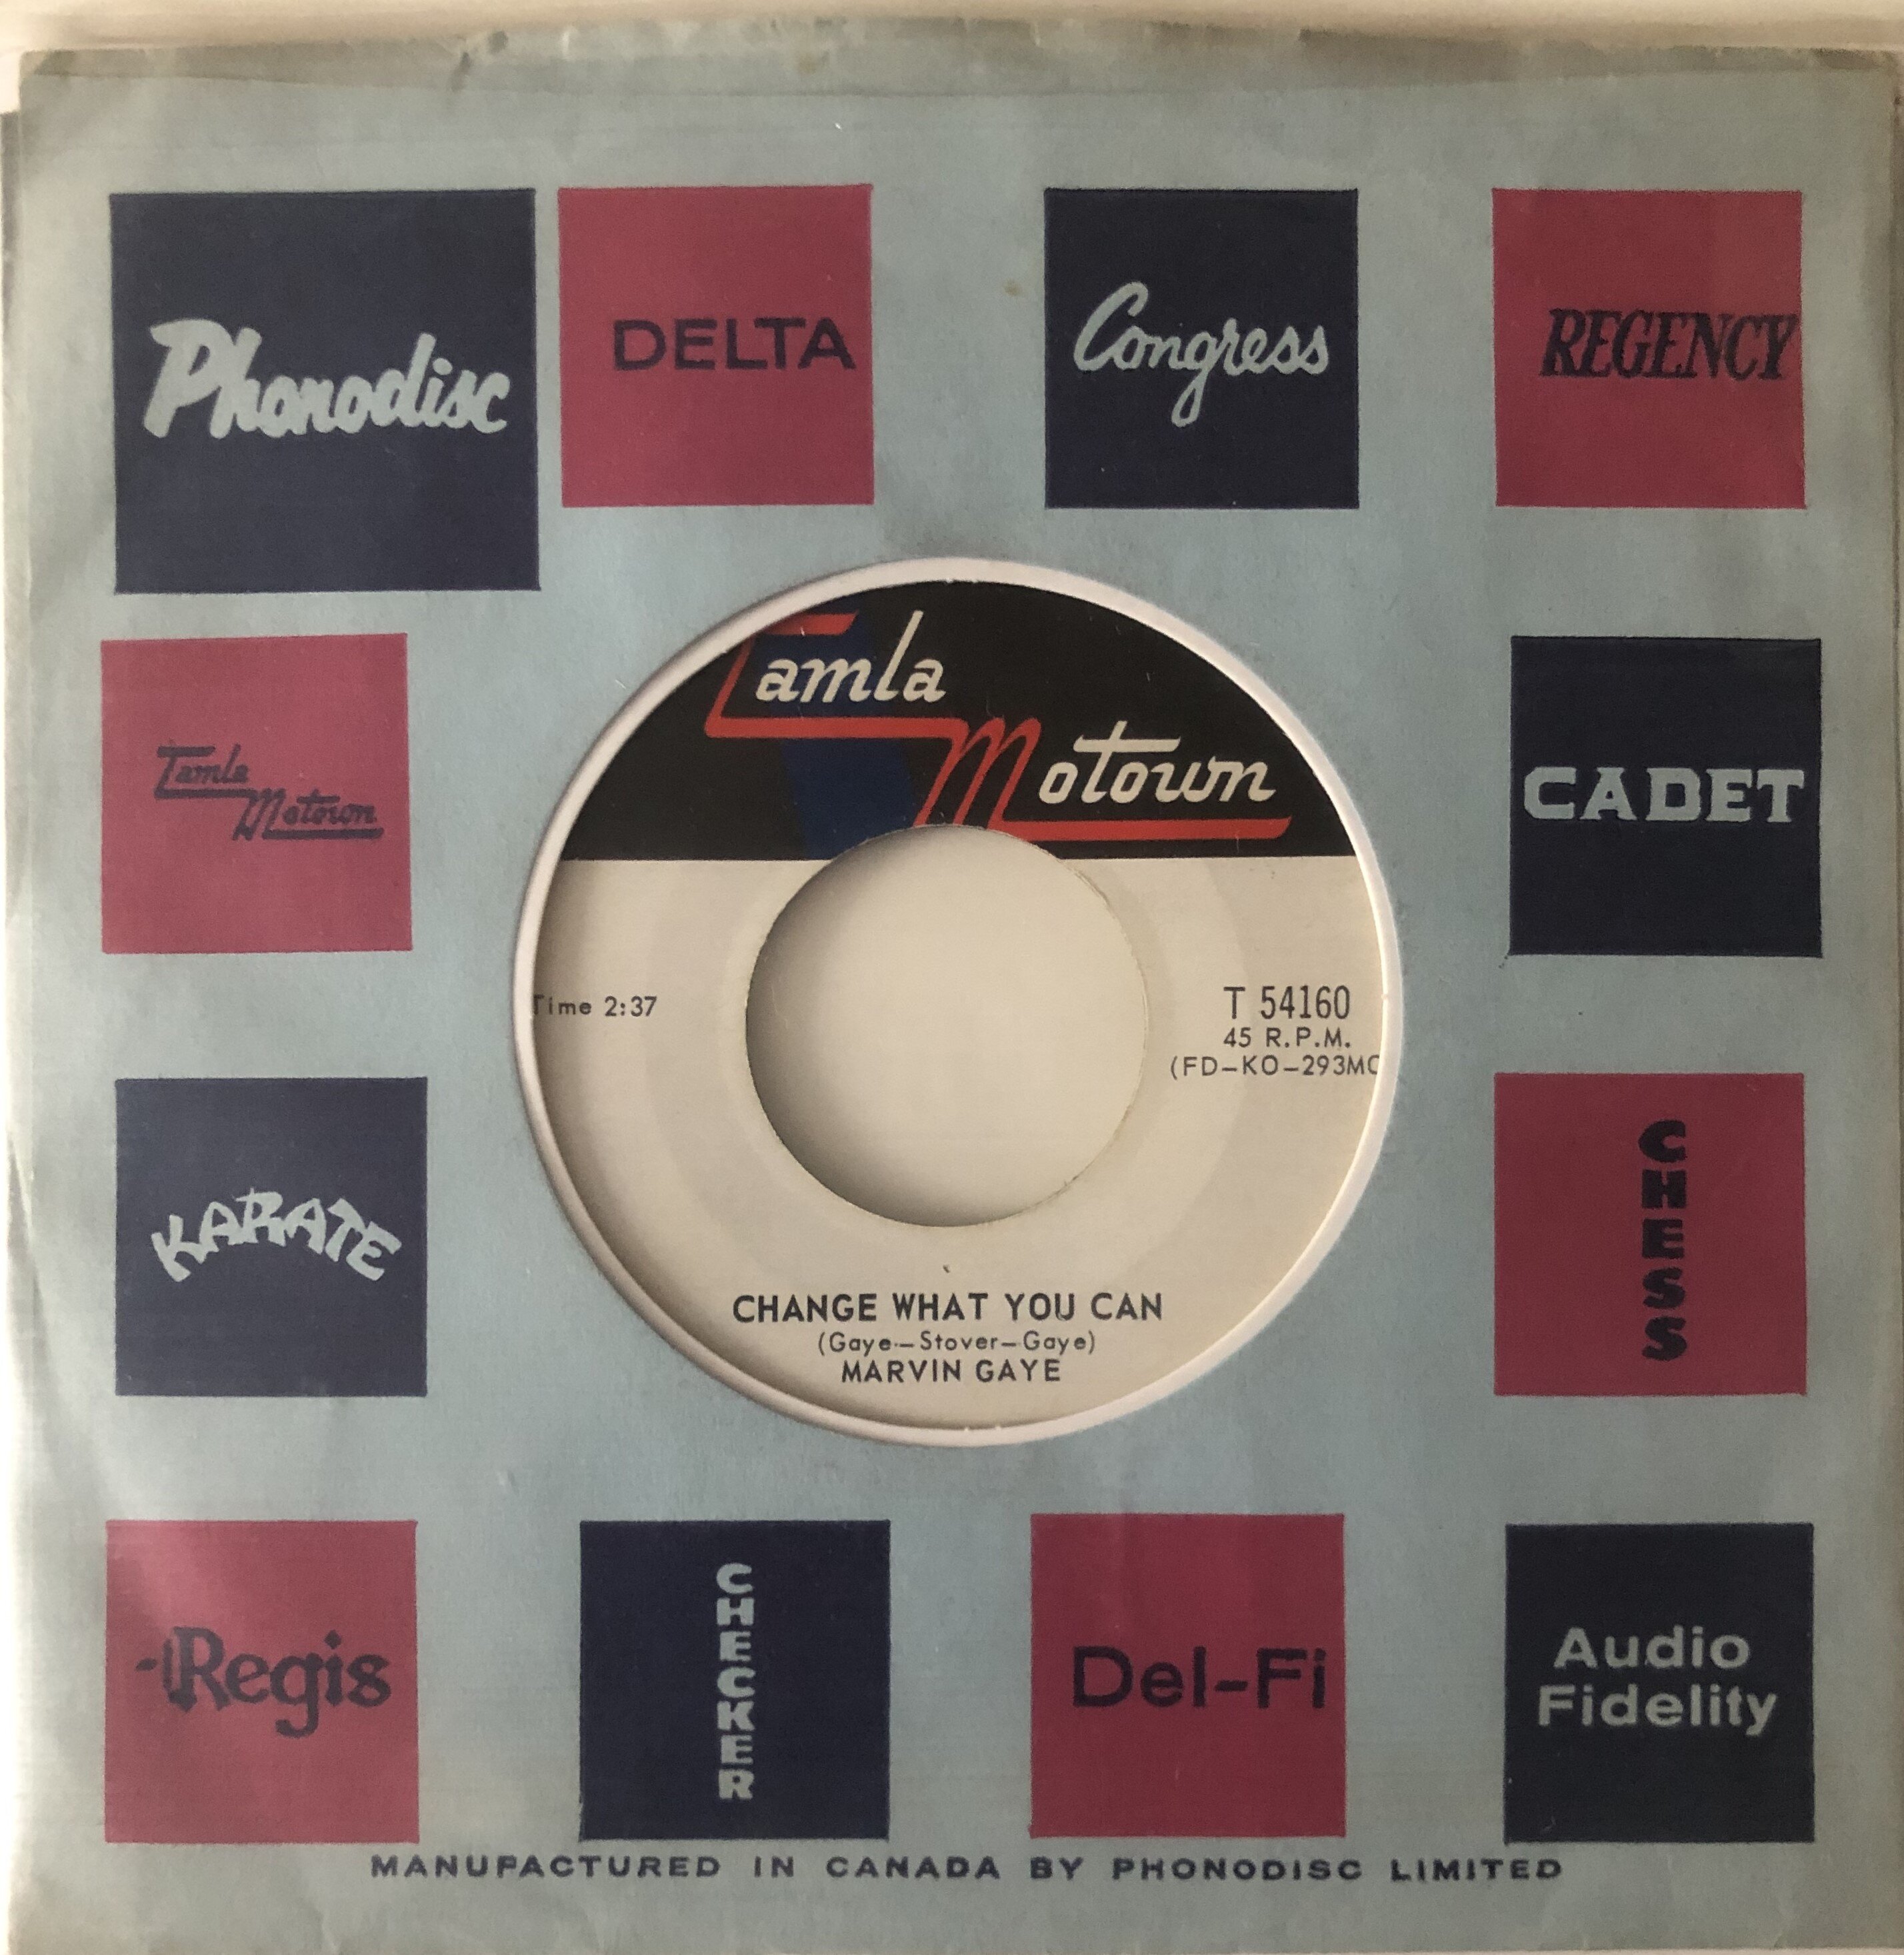 Phonodisc
DELTA
Congress
REGENCY
Tamla
Motown
CADET
Tamla
Motown
Time 2:37
T 54160
45 R.P.M.
(FD-KO-293MC
KARATE
CHESS
CHANGE WHAT YOU CAN
(Gaye-Stover-Gaye)
MARVIN GAYE
Regis
CHECKER
Del-Fi
Audio
Fidelity
MANUFACTURED IN CANADA BY PHONODISC LIMITED